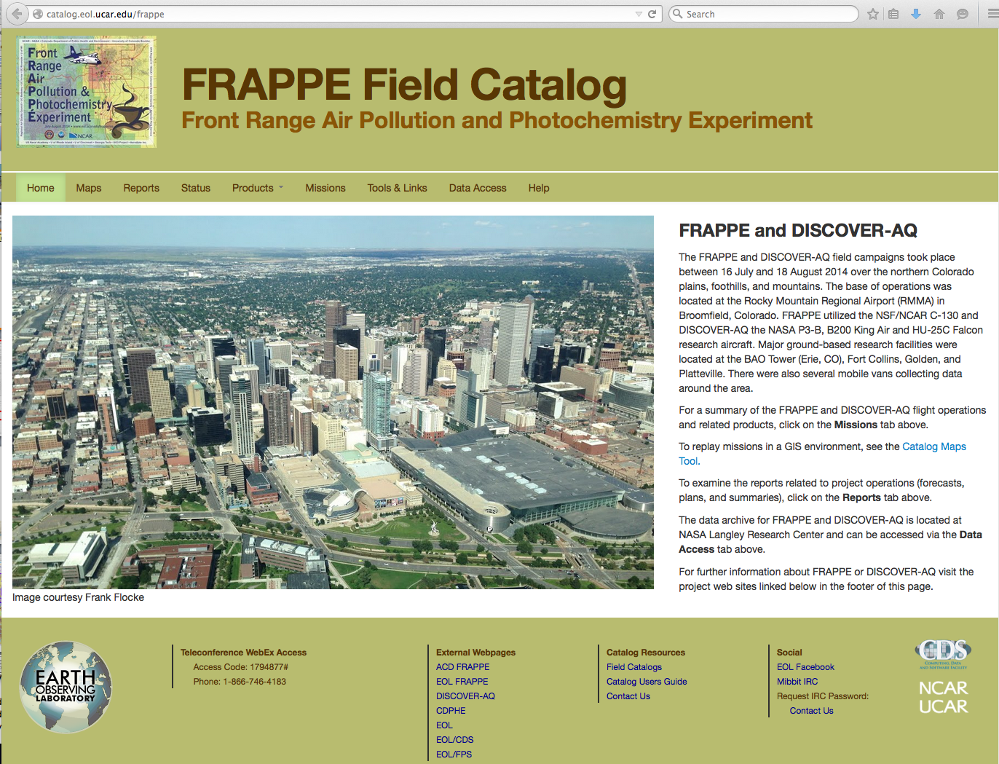 catalog.eol.ucar.edu/frappe
Search
Front
Range
Air
Pollution &
Photochemistry
Experiment
NCAR
FRAPPE Field Catalog
Front Range Air Pollution and Photochemistry Experiment
Home Maps Reports Status Products Missions Tools & Links Data Access Help
Image courtesy Frank Flocke
FRAPPE and DISCOVER-AQ
The FRAPPE and DISCOVER-AQ field campaigns took place
between 16 July and 18 August 2014 over the northern Colorado
plains, foothills, and mountains. The base of operations was
located at the Rocky Mountain Regional Airport (RMMA) in
Broomfield, Colorado. FRAPPE utilized the NSF/NCAR C-130 and
DISCOVER-AQ the NASA P3-B, B200 King Air and HU-25C Falcon
research aircraft. Major ground-based research facilities were
located at the BAO Tower (Erie, CO), Fort Collins, Golden, and
Platteville. There were also several mobile vans collecting data
around the area.
For a summary of the FRAPPE and DISCOVER-AQ flight operations
and related products, click on the Missions tab above.
To replay missions in a GIS environment, see the Catalog Maps
Tool.
To examine the reports related to project operations (forecasts,
plans, and summaries), click on the Reports tab above.
The data archive for FRAPPE and DISCOVER-AQ is located at
NASA Langley Research Center and can be accessed via the Data
Access tab above.
For further information about FRAPPE or DISCOVER-AQ visit the
project web sites linked below in the footer of this page.
EARTH
OBSERVING
LABORATORY
Teleconference WebEx Access
Access Code: 1794877#
Phone: 1-866-746-4183
External Webpages
ACD FRAPPE
EOL FRAPPE
DISCOVER-AQ
CDPHE
EOL
EOL/CDS
EOL/FPS
Catalog Resources
Field Catalogs
Catalog Users Guide
Contact Us
Social
EOL Facebook
Mibbit IRC
Request IRC Password:
Contact Us
CDS
COMPUTING, DATA
AND SOFTWARE FACILITY
NCAR
UCAR